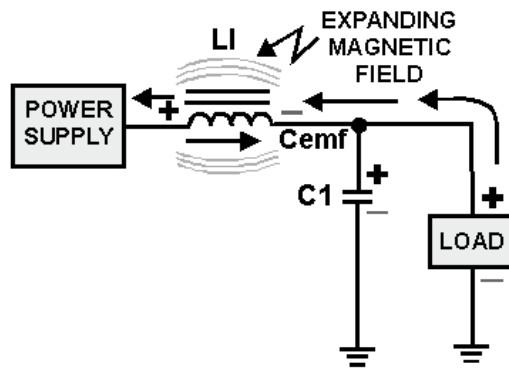 EXPANDING
MAGNETIC
FIELD
LI
POWER
SUPPLY
+
−
Cemf
C1
+
−
+
LOAD
−